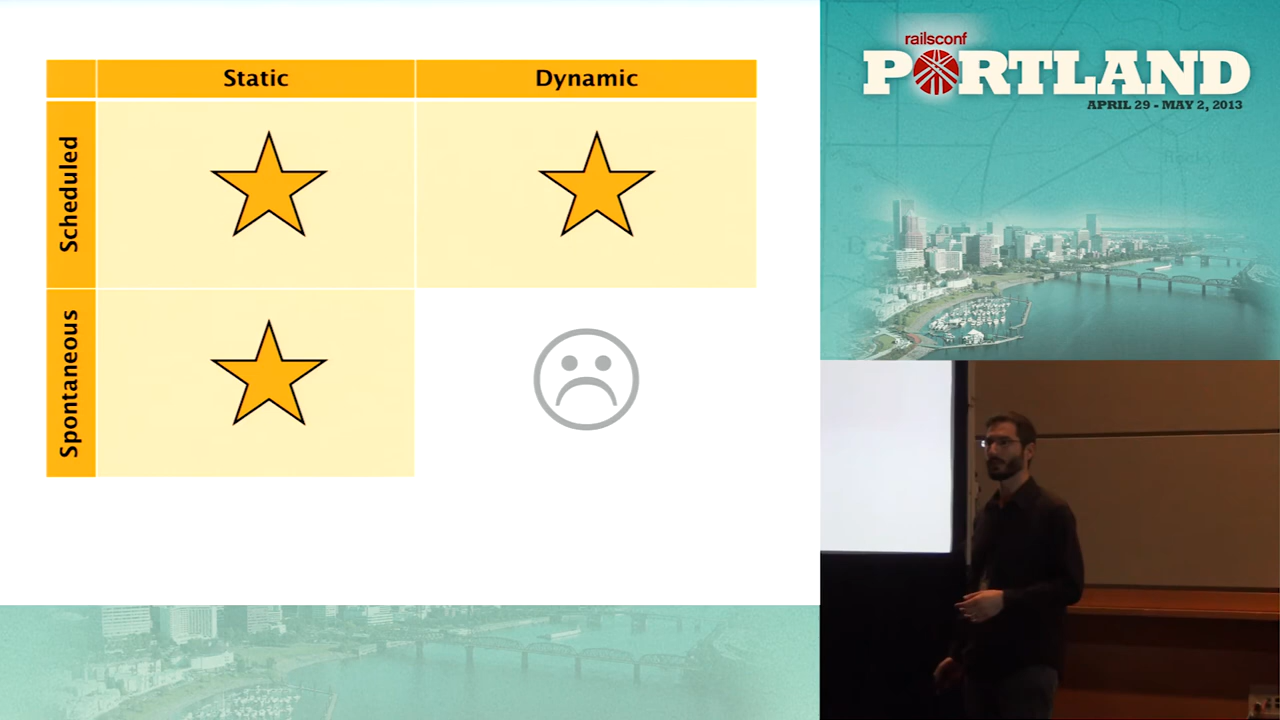 Static Dynamic
Scheduled
Spontaneous
railsconf
PORTLAND
APRIL 29 - MAY 2, 2013